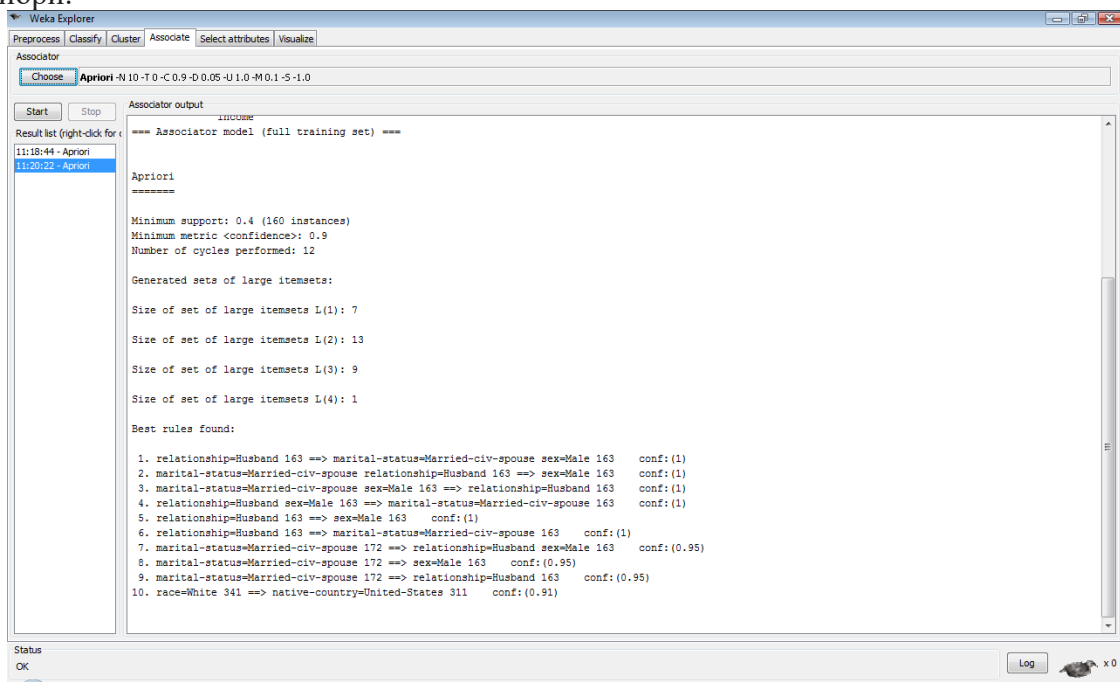 Weka Explorer
Preprocess Classify Cluster Associate Select attributes Visualize
Associator
Choose Apriori -N 10 -T 0 -C 0.9 -D 0.05 -U 1.0 -M 0.1 -S -1.0
Start Stop
Result list (right-click for
11:18:44 - Apriori
11:20:22 - Apriori
Associator output
income
=== Associator model (full training set) ===
Apriori
=======
Minimum support: 0.4 (160 instances)
Minimum metric <confidence>: 0.9
Number of cycles performed: 12
Generated sets of large itemsets:
Size of set of large itemsets L(1): 7
Size of set of large itemsets L(2): 13
Size of set of large itemsets L(3): 9
Size of set of large itemsets L(4): 1
Best rules found:
1. relationship=Husband 163 ==> marital-status=Married-civ-spouse sex=Male 163 conf:(1)
2. marital-status=Married-civ-spouse relationship=Husband 163 ==> sex=Male 163 conf:(1)
3. marital-status=Married-civ-spouse sex=Male 163 ==> relationship=Husband 163 conf:(1)
4. relationship=Husband sex=Male 163 ==> marital-status=Married-civ-spouse 163 conf:(1)
5. relationship=Husband 163 ==> sex=Male 163 conf:(1)
6. relationship=Husband 163 ==> marital-status=Married-civ-spouse 163 conf:(1)
7. marital-status=Married-civ-spouse 172 ==> relationship=Husband sex=Male 163 conf:(0.95)
8. marital-status=Married-civ-spouse 172 ==> sex=Male 163 conf:(0.95)
9. marital-status=Married-civ-spouse 172 ==> relationship=Husband 163 conf:(0.95)
10. race=White 341 ==> native-country=United-States 311 conf:(0.91)
Status
OK
Log
x 0